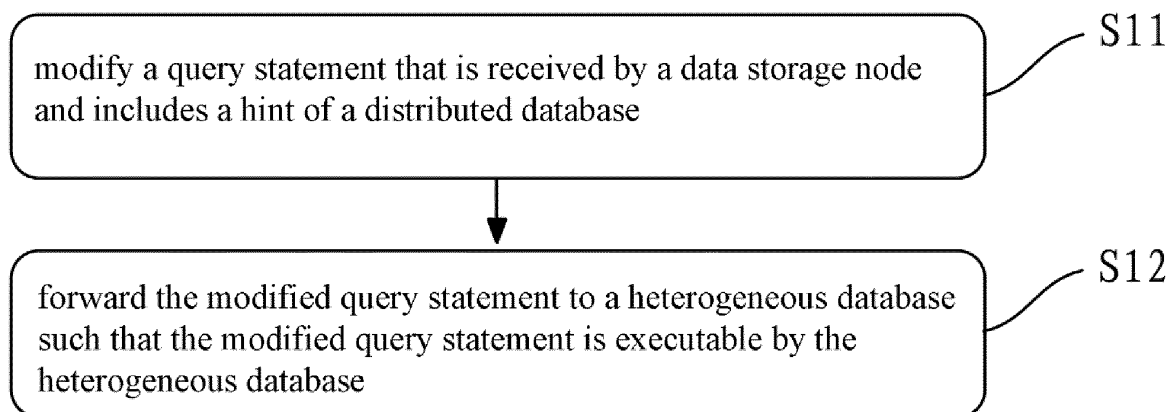 S11
modify a query statement that is received by a data storage node
and includes a hint of a distributed database
S12
forward the modified query statement to a heterogeneous database
such that the modified query statement is executable by the
heterogeneous database